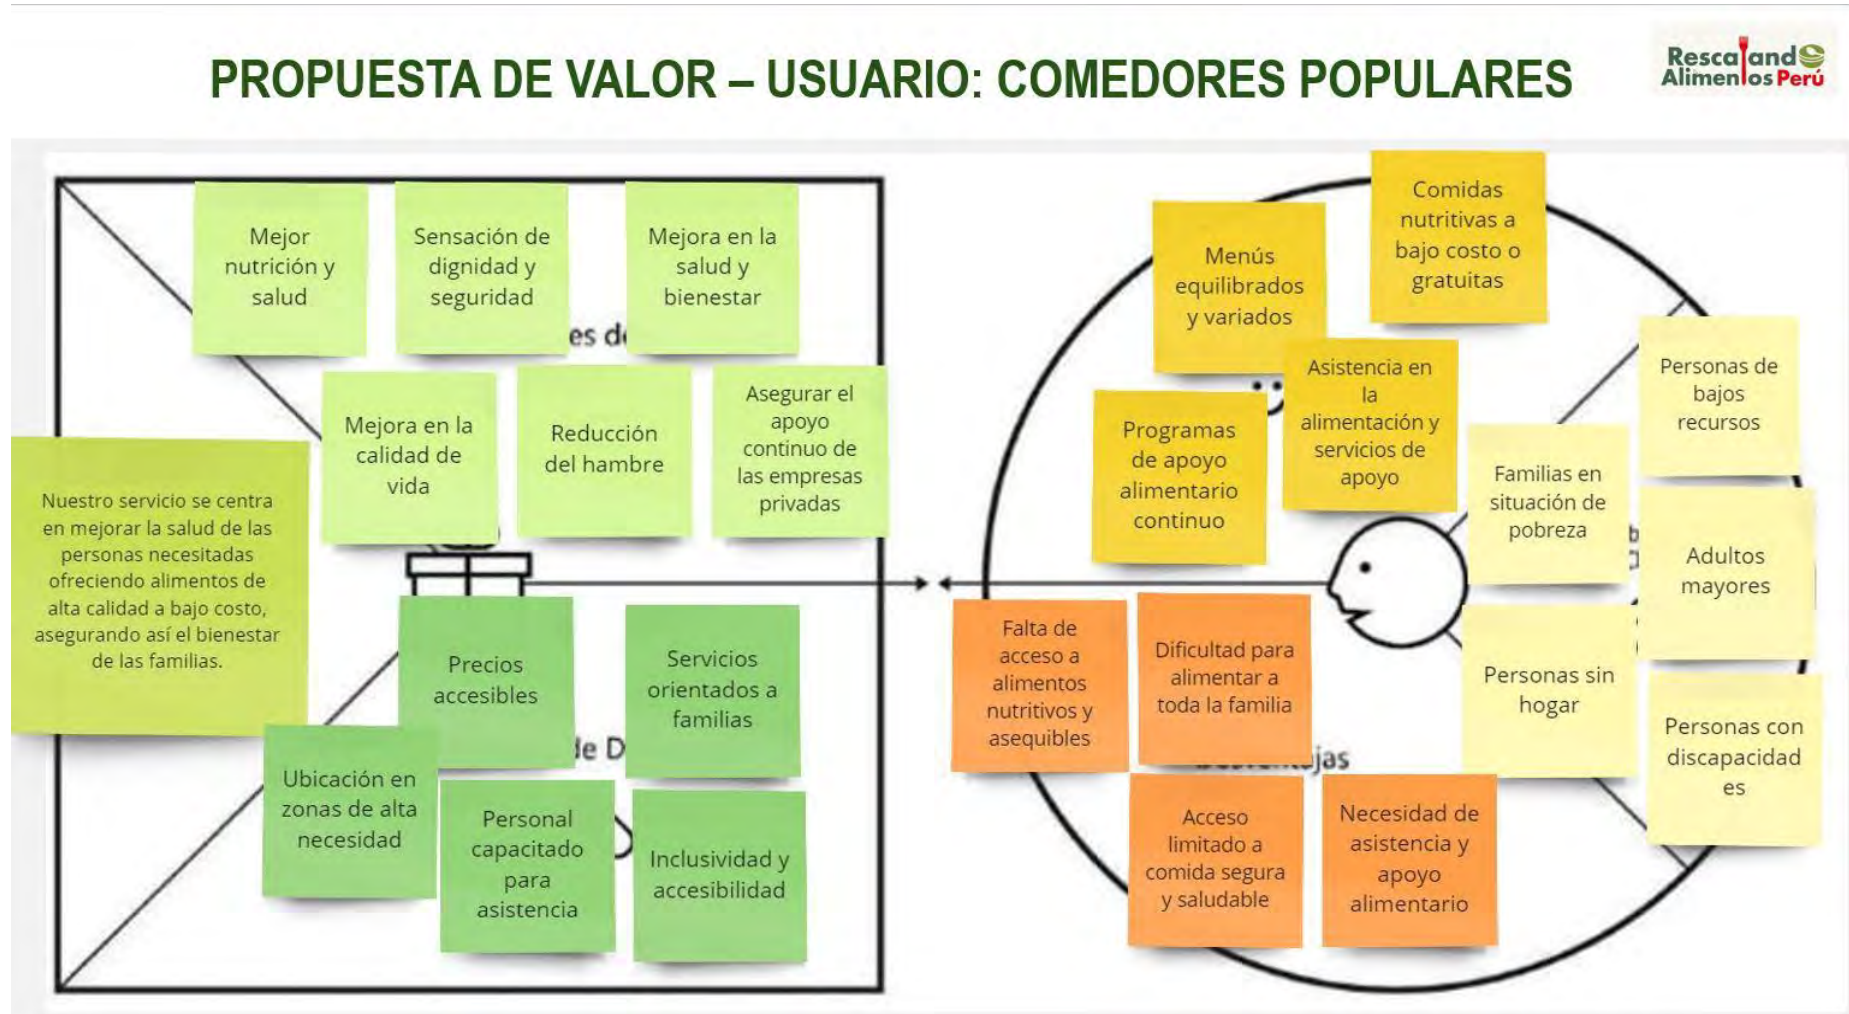 PROPUESTA DE VALOR – USUARIO: COMEDORES POPULARES
Rescatando
Alimentos Perú
Mejor
nutrición y
salud
Sensación de
dignidad y
seguridad
Mejora en la
salud y
bienestar
es de
Mejora en la
calidad de
vida
Reducción
del hambre
Asegurar el
apoyo
continuo de
las empresas
privadas
Nuestro servicio se centra
en mejorar la salud de las
personas necesitadas
ofreciendo alimentos de
alta calidad a bajo costo,
asegurando así el bienestar
de las familias.
Precios
accesibles
Servicios
orientados a
familias
de D
Ubicación en
zonas de alta
necesidad
Personal
capacitado
para
asistencia
Inclusividad y
accesibilidad
Comidas
nutritivas a
bajo costo o
gratuitas
Menús
equilibrados
y variados
Asistencia en
la
alimentación y
servicios de
apoyo
Programas
de apoyo
alimentario
continuo
Personas de
bajos
recursos
Familias en
situación de
pobreza
Adultos
mayores
Personas sin
hogar
Personas con
discapacidad
es
Falta de
acceso a
alimentos
nutritivos y
asequibles
Dificultad para
alimentar a
toda la familia
Acceso
limitado a
comida segura
y saludable
Necesidad de
asistencia y
apoyo
alimentario